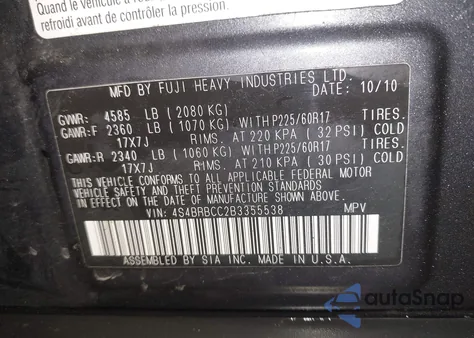 Quand le véhicule a
refroidi avant de contrôler la pression.
MFD BY FUJI HEAVY INDUSTRIES LTD.
DATE: 10/10
GVWR: 4585 LB ( 2080 KG)
GAWR:F 2360 LB ( 1070 KG) WITH P225/60R17 TIRES.
17X7J RIMS. AT 220 KPA ( 32 PSI) COLD
GAWR:R 2340 LB ( 1060 KG) WITH P225/60R17 TIRES.
17X7J RIMS. AT 210 KPA ( 30 PSI) COLD
THIS VEHICLE CONFORMS TO ALL APPLICABLE FEDERAL MOTOR
VEHICLE SAFETY, BUMPER, AND THEFT PREVENTION STANDARDS
IN EFFECT ON THE DATE OF MANUFACTURE SHOWN ABOVE.
VIN: 4S4BRBCC2B3355538 MPV
ASSEMBLED BY SIA INC. MADE IN U.S.A.
autoSnap